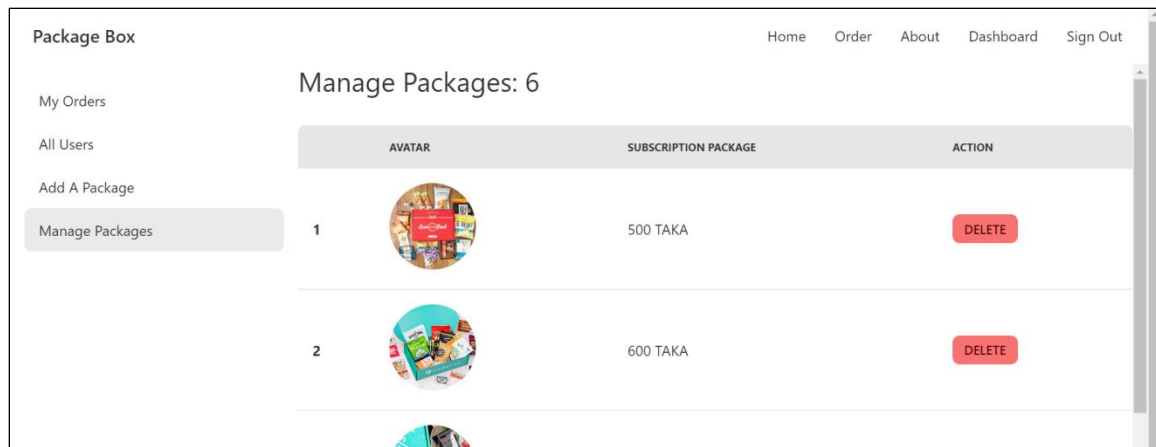 Package Box
Home Order About Dashboard Sign Out
My Orders
All Users
Add A Package
Manage Packages
Manage Packages: 6
AVATAR SUBSCRIPTION PACKAGE ACTION
1 500 TAKA DELETE
2 600 TAKA DELETE